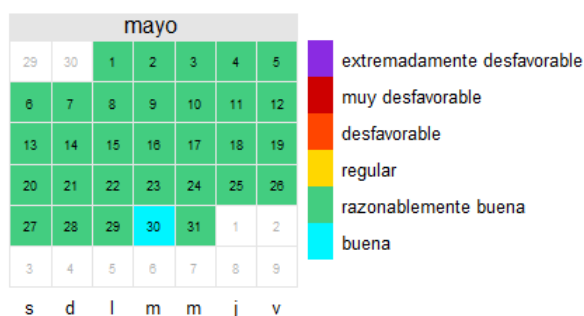 mayo
29 30 1 2 3 4 5
6 7 8 9 10 11 12
13 14 15 16 17 18 19
20 21 22 23 24 25 26
27 28 29 30 31 1 2
3 4 5 6 7 8 9
s d l m m j v
extremadamente desfavorable
muy desfavorable
desfavorable
regular
razonablemente buena
buena